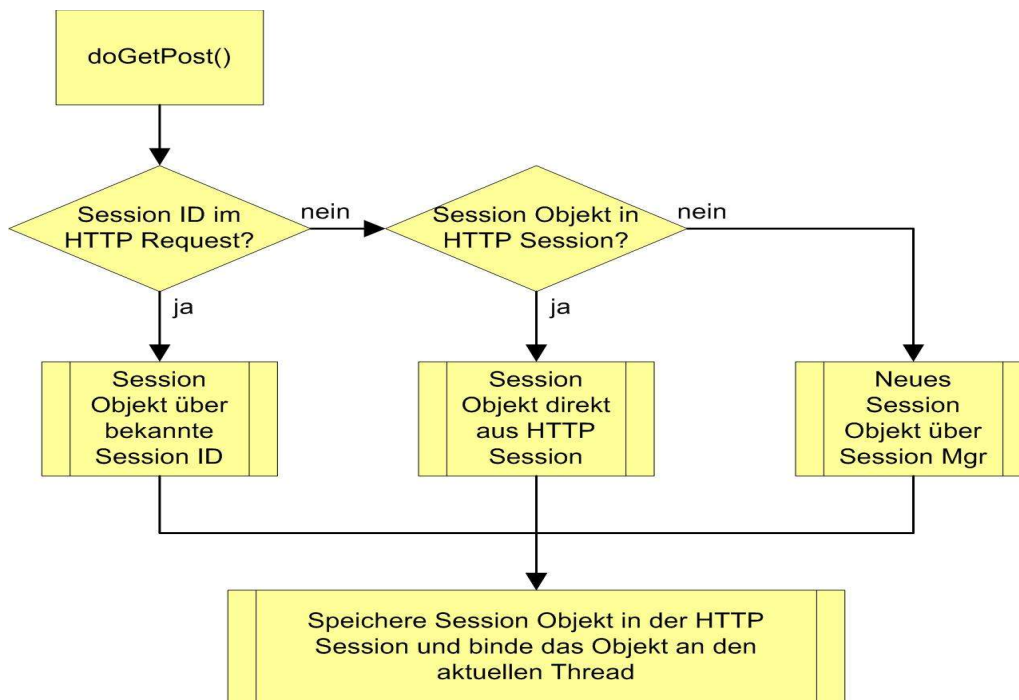 doGetPost()
Session ID im
HTTP Request?
nein
Session Objekt in
HTTP Session?
nein
ja
ja
Session
Objekt über
bekannte
Session ID
Session
Objekt direkt
aus HTTP
Session
Neues
Session
Objekt über
Session Mgr
Speichere Session Objekt in der HTTP
Session und binde das Objekt an den
aktuellen Thread